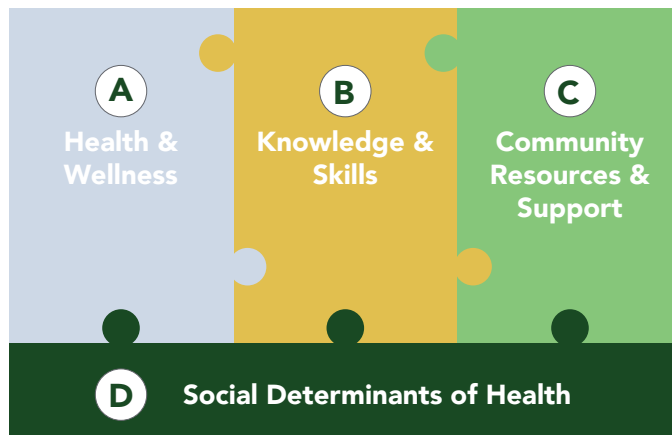 A
Health &
Wellness
B
Knowledge &
Skills
C
Community
Resources &
Support
D
Social Determinants of Health